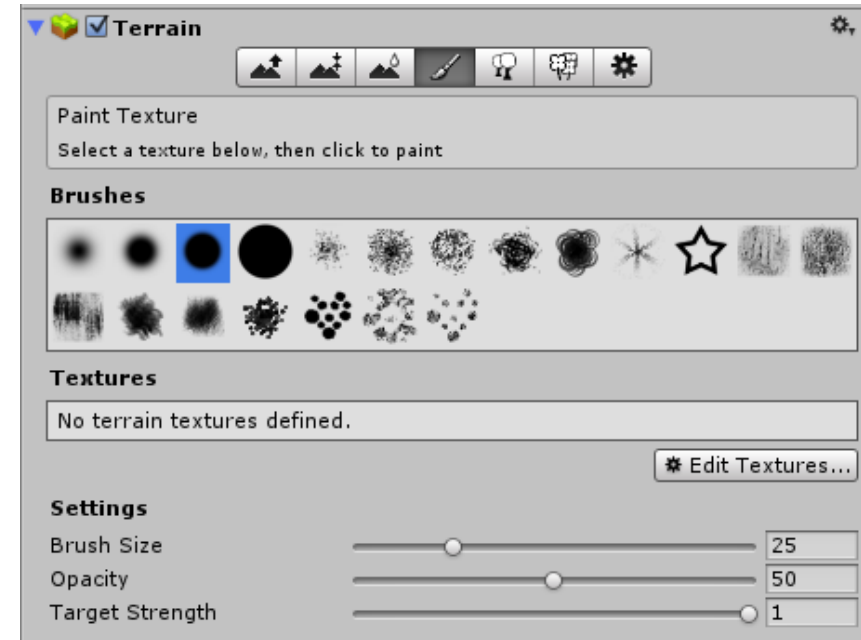 Terrain
Paint Texture
Select a texture below, then click to paint
Brushes
Textures
No terrain textures defined.
Edit Textures...
Settings
Brush Size 25
Opacity 50
Target Strength 1